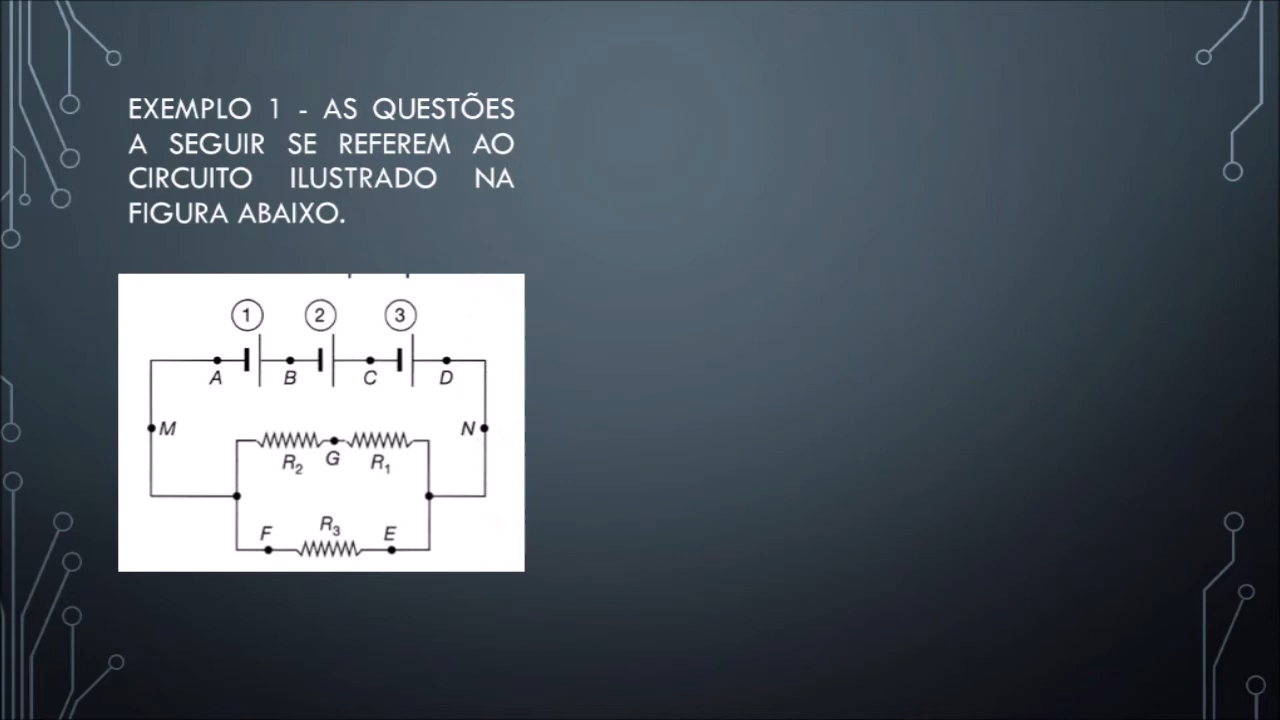 EXEMPLO 1 - AS QUESTÕES
A SEGUIR SE REFEREM AO
CIRCUITO ILUSTRADO NA
FIGURA ABAIXO.
1 2 3
A B C D
M N
R2 G R1
F R3 E